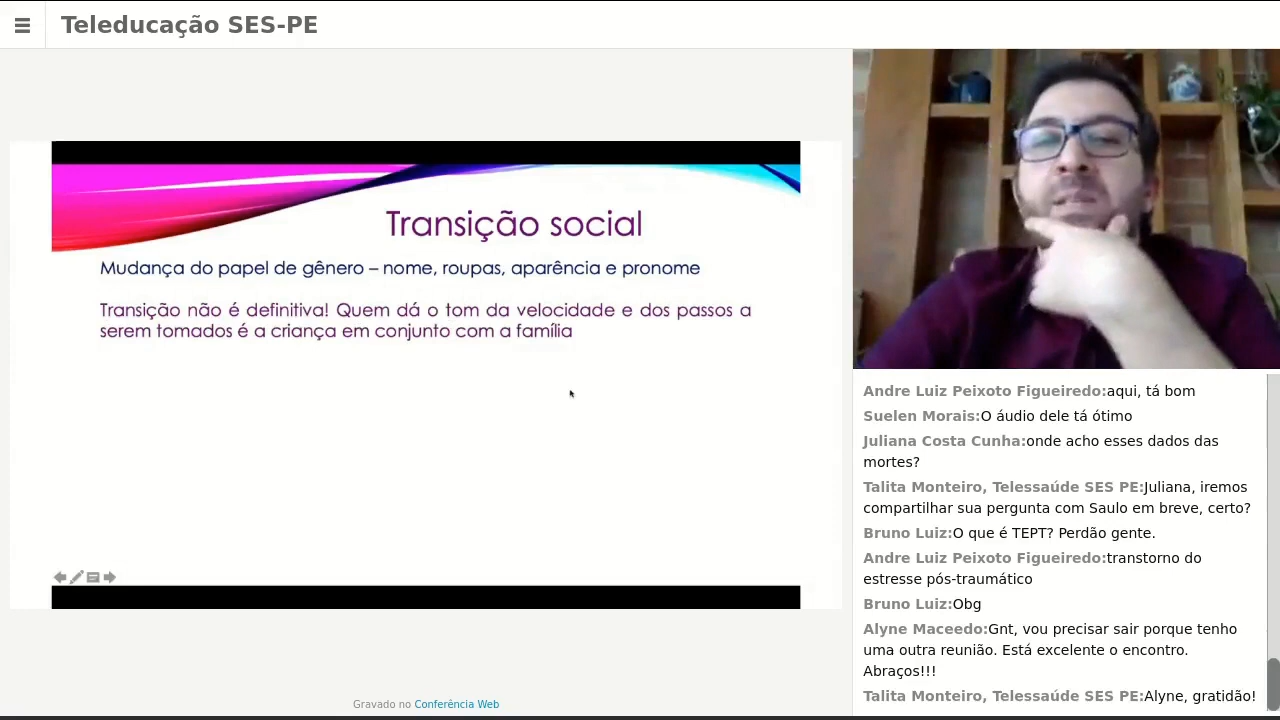 Teleducação SES-PE
Transição social
Mudança do papel de gênero – nome, roupas, aparência e pronome
Transição não é definitiva! Quem dá o tom da velocidade e dos passos a
serem tomados é a criança em conjunto com a família
Gravado no Conferência Web
Andre Luiz Peixoto Figueiredo:aqui, tá bom
Suelen Morais:O áudio dele tá ótimo
Juliana Costa Cunha:onde acho esses dados das
mortes?
Talita Monteiro, Telessaúde SES PE:Juliana, iremos
compartilhar sua pergunta com Saulo em breve, certo?
Bruno Luiz:O que é TEPT? Perdão gente.
Andre Luiz Peixoto Figueiredo:transtorno do
estresse pós-traumático
Bruno Luiz:Obg
Alyne Maceedo:Gnt, vou precisar sair porque tenho
uma outra reunião. Está excelente o encontro.
Abraços!!!
Talita Monteiro, Telessaúde SES PE:Alyne, gratidão!